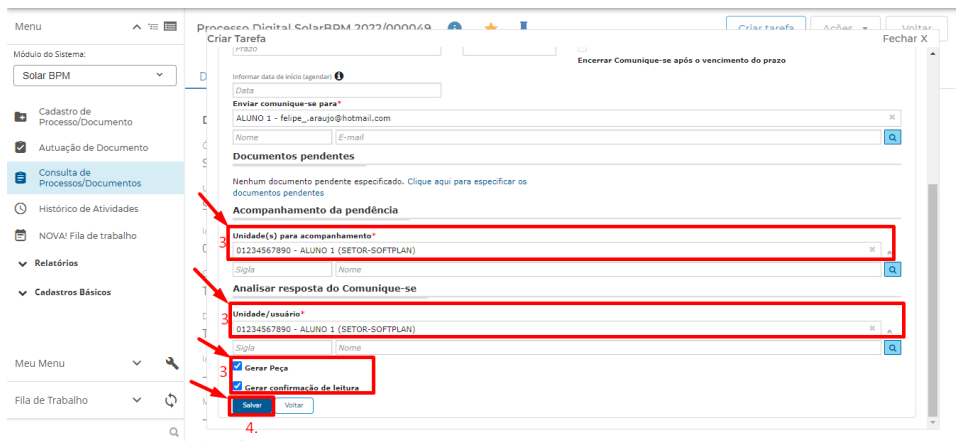 Menu
Processo Digital SolarBPM 2022/000049
Criar tarefa
Ações
Voltar
Criar Tarefa
Fechar X
Módulo do Sistema:
Solar BPM
Cadastro de
Processo/Documento
Autuação de Documento
Consulta de
Processos/Documentos
Histórico de Atividades
NOVA! Fila de trabalho
Relatórios
Cadastros Básicos
Meu Menu
Fila de Trabalho
Prazo
Encerrar Comunique-se após o vencimento do prazo
Informar data de início (agendar)
Data
Enviar comunique-se para*
ALUNO 1 - felipe_.araujo@hotmail.com
Nome
E-mail
Documentos pendentes
Nenhum documento pendente especificado. Clique aqui para especificar os
documentos pendentes
Acompanhamento da pendência
3
Unidade(s) para acompanhamento*
01234567890 - ALUNO 1 (SETOR-SOFTPLAN)
Sigla
Nome
Analisar resposta do Comunique-se
3
Unidade/usuário*
01234567890 - ALUNO 1 (SETOR-SOFTPLAN)
Sigla
Nome
3
Gerar Peça
Gerar confirmação de leitura
Salvar
Voltar
4.